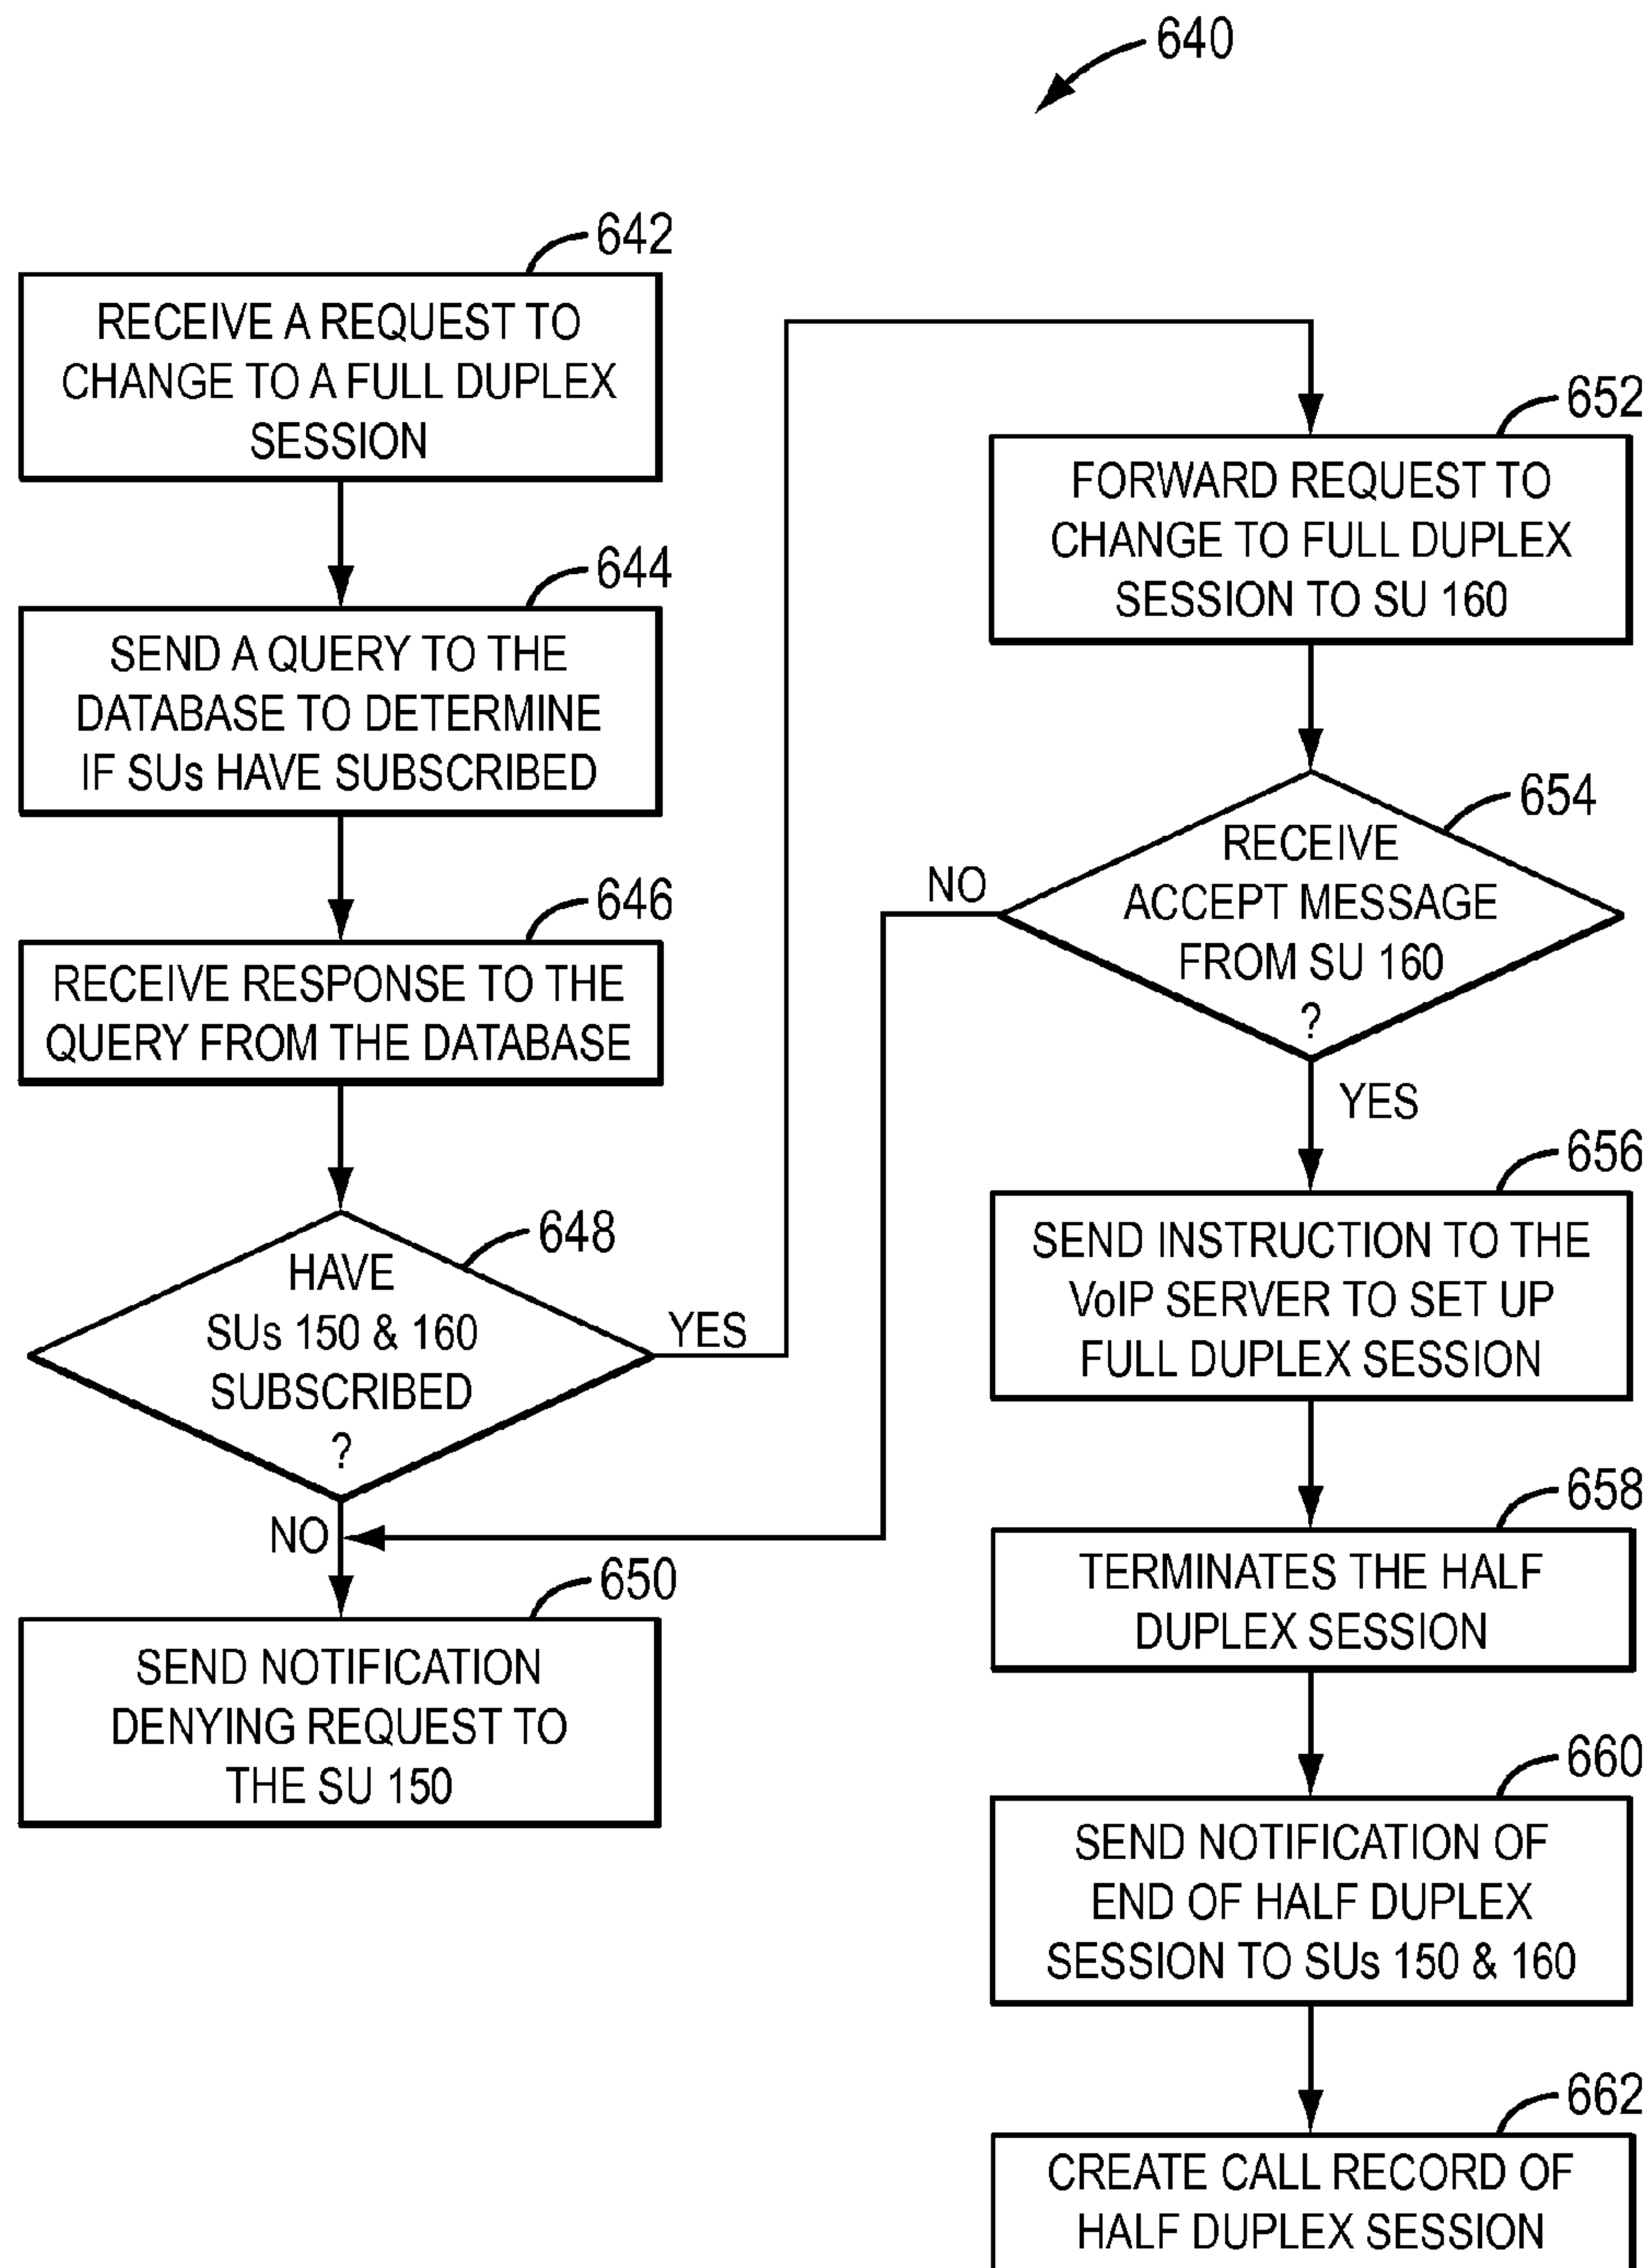 640
642
RECEIVE A REQUEST TO
CHANGE TO A FULL DUPLEX
SESSION
644
SEND A QUERY TO THE
DATABASE TO DETERMINE
IF SUs HAVE SUBSCRIBED
646
RECEIVE RESPONSE TO THE
QUERY FROM THE DATABASE
648
HAVE
SUs 150 & 160
SUBSCRIBED
?
YES
NO
650
SEND NOTIFICATION
DENYING REQUEST TO
THE SU 150
652
FORWARD REQUEST TO
CHANGE TO FULL DUPLEX
SESSION TO SU 160
654
RECEIVE
ACCEPT MESSAGE
FROM SU 160
?
NO
YES
656
SEND INSTRUCTION TO THE
VoIP SERVER TO SET UP
FULL DUPLEX SESSION
658
TERMINATES THE HALF
DUPLEX SESSION
660
SEND NOTIFICATION OF
END OF HALF DUPLEX
SESSION TO SUs 150 & 160
662
CREATE CALL RECORD OF
HALF DUPLEX SESSION